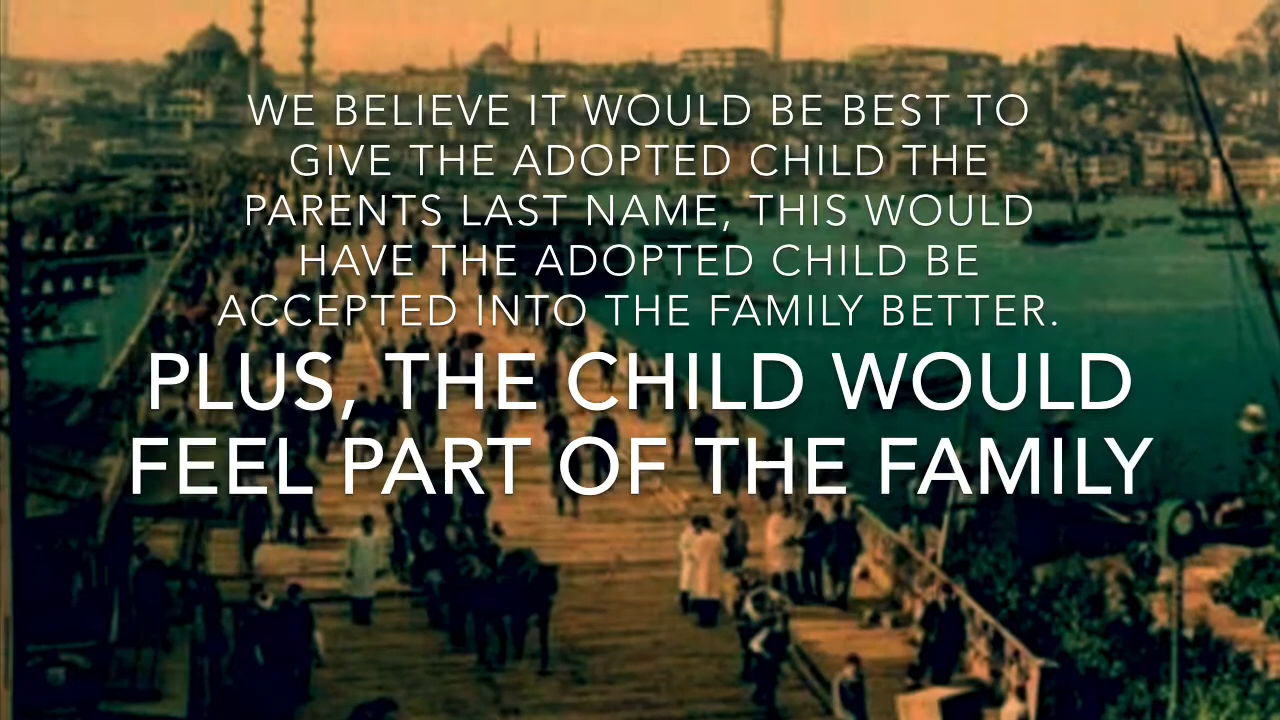 WE BELIEVE IT WOULD BE BEST TO
GIVE THE ADOPTED CHILD THE
PARENTS LAST NAME, THIS WOULD
HAVE THE ADOPTED CHILD BE
ACCEPTED INTO THE FAMILY BETTER.
PLUS, THE CHILD WOULD
FEEL PART OF THE FAMILY